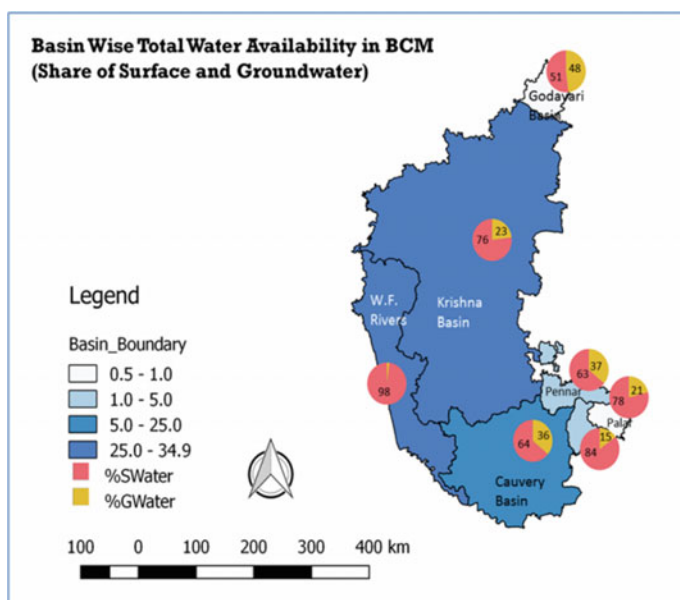 Basin Wise Total Water Availability in BCM
(Share of Surface and Groundwater)
51
48
Godavari
Basin
76
23
W.F.
Rivers
Krishna
Basin
98
63
37
Pennar
78
21
Palar
84
15
64
36
Cauvery
Basin
Legend
Basin_Boundary
0.5 - 1.0
1.0 - 5.0
5.0 - 25.0
25.0 - 34.9
%SWater
%GWater
100 0 100 200 300 400 km